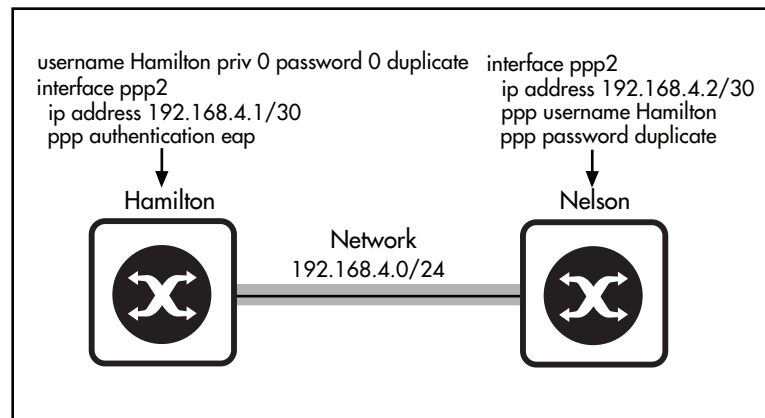 username Hamilton priv 0 password 0 duplicate
interface ppp2
ip address 192.168.4.1/30
ppp authentication eap
interface ppp2
ip address 192.168.4.2/30
ppp username Hamilton
ppp password duplicate
Hamilton
Nelson
Network
192.168.4.0/24